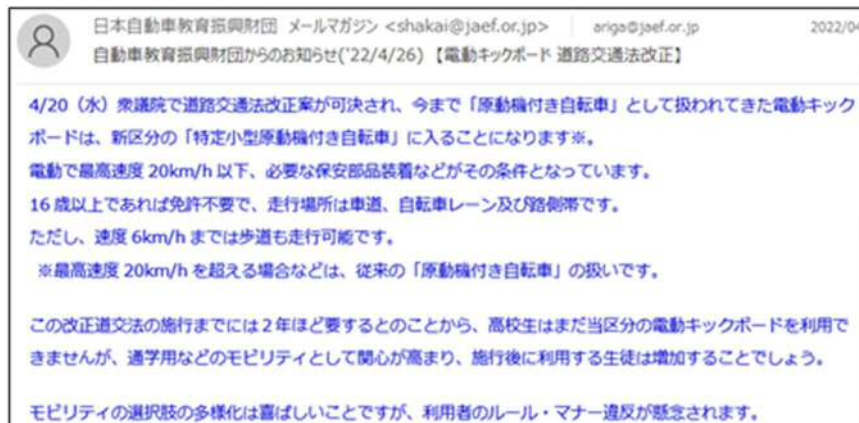 日本自動車教育振興財団 メールマガジン <shakai@jaef.or.jp> ariga@jaef.or.jp 2022/04
自動車教育振興財団からのお知らせ('22/4/26) 【電動キックボード 道路交通法改正】
4/20（水）衆議院で道路交通法改正案が可決され、今まで「原動機付き自転車」として扱われてきた電動キック
ボードは、新区分の「特定小型原動機付き自転車」に入ることになります※。
電動で最高速度 20km/h 以下、必要な保安部品装着などがその条件となっています。
16 歳以上であれば免許不要で、走行場所は車道、自転車レーン及び路側帯です。
ただし、速度 6km/h までは歩道も走行可能です。
※最高速度 20km/h を超える場合などは、従来の「原動機付き自転車」の扱いです。
この改正道交法の施行までには２年ほど要するとのことから、高校生はまだ当区分の電動キックボードを利用で
きませんが、通学用などのモビリティとして関心が高まり、施行後に利用する生徒は増加することでしょう。
モビリティの選択肢の多様化は喜ばしいことですが、利用者のルール・マナー違反が懸念されます。